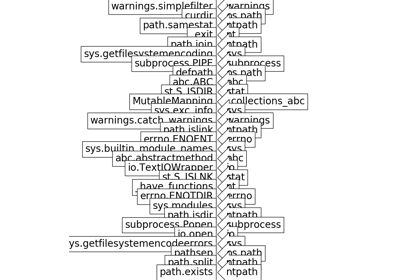 warnings.simplefilter warnings
curdir os.path
path.samestat ntpath
exit nt
path.join ntpath
sys.getfilesystemencoding sys
subprocess.PIPE subprocess
defpath os.path
abc.ABC abc
st.S_ISDIR stat
MutableMapping _collections_abc
sys.exc_info sys
warnings.catch_warnings warnings
path.islink ntpath
errno.ENOENT errno
sys.builtin_module_names sys
abc.abstractmethod abc
io.TextIOWrapper io
st.S_ISLNK stat
_have_functions nt
errno.ENOTDIR errno
sys.modules sys
path.isdir ntpath
subprocess.Popen subprocess
io.open io
sys.getfilesystemencodeerrors sys
pathsep os.path
path.split ntpath
path.exists ntpath